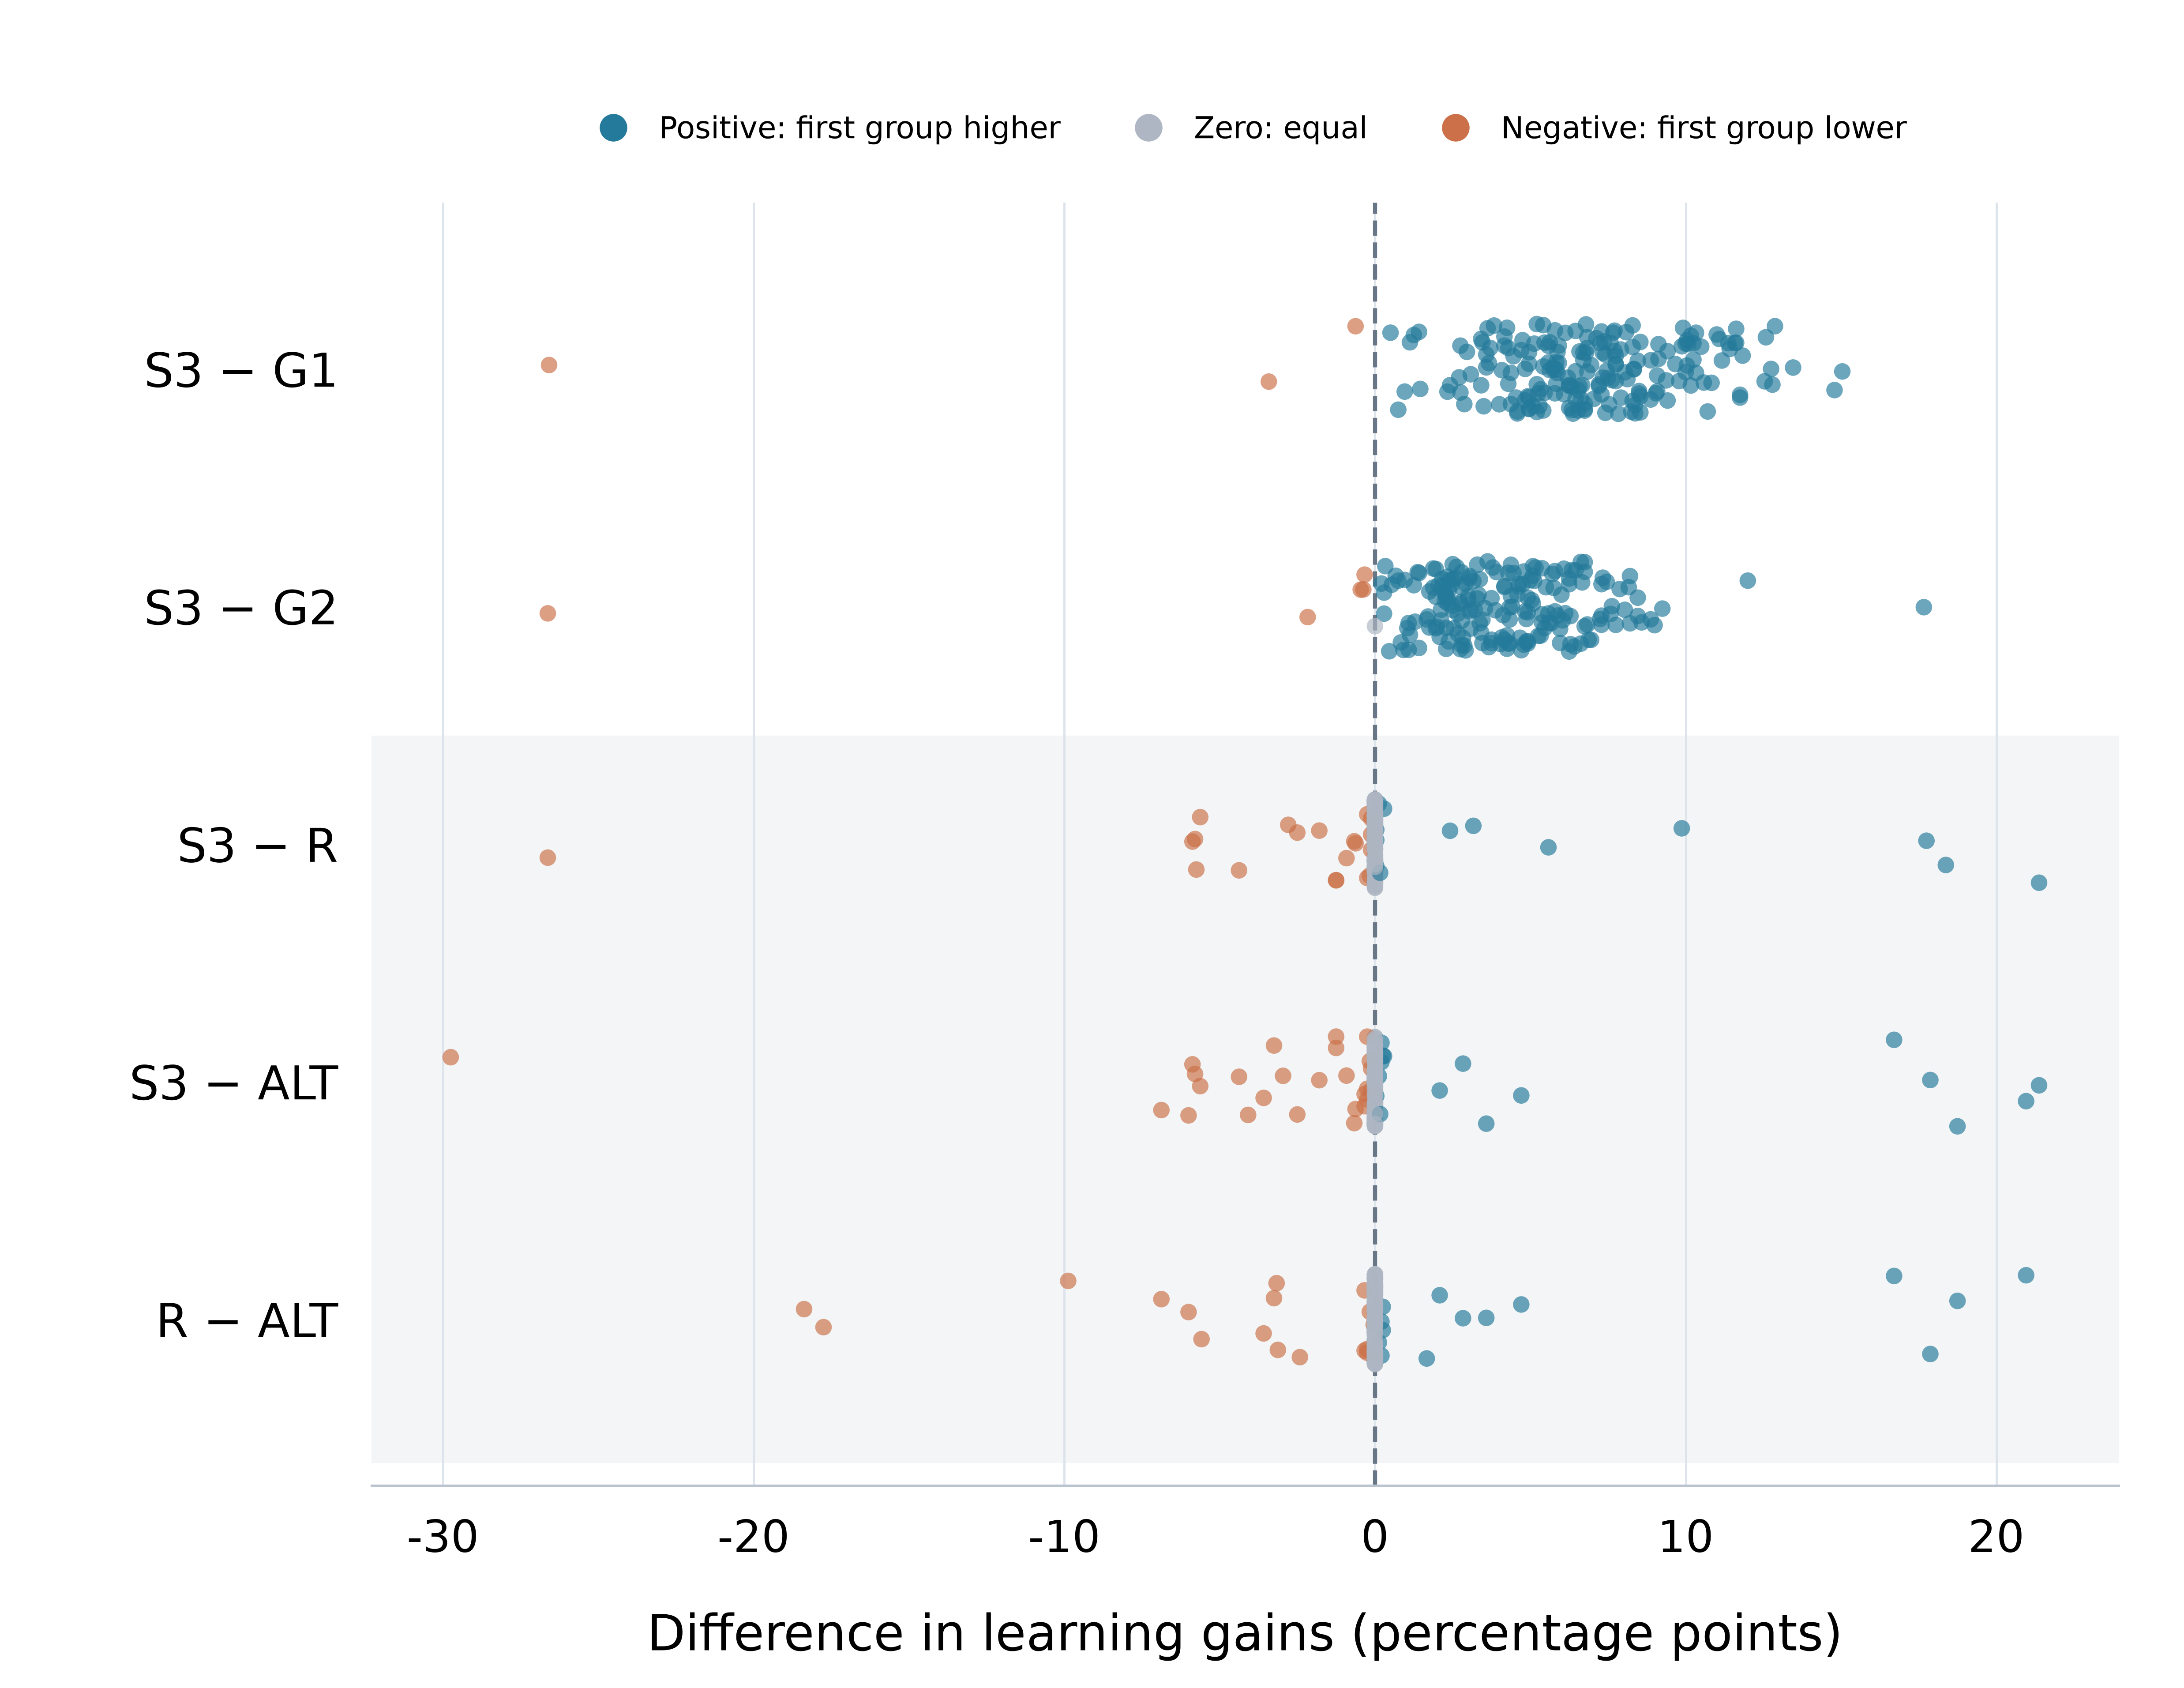 Positive: first group higher
Zero: equal
Negative: first group lower
S3 − G1
S3 − G2
S3 − R
S3 − ALT
R − ALT
-30 -20 -10 0 10 20
Difference in learning gains (percentage points)